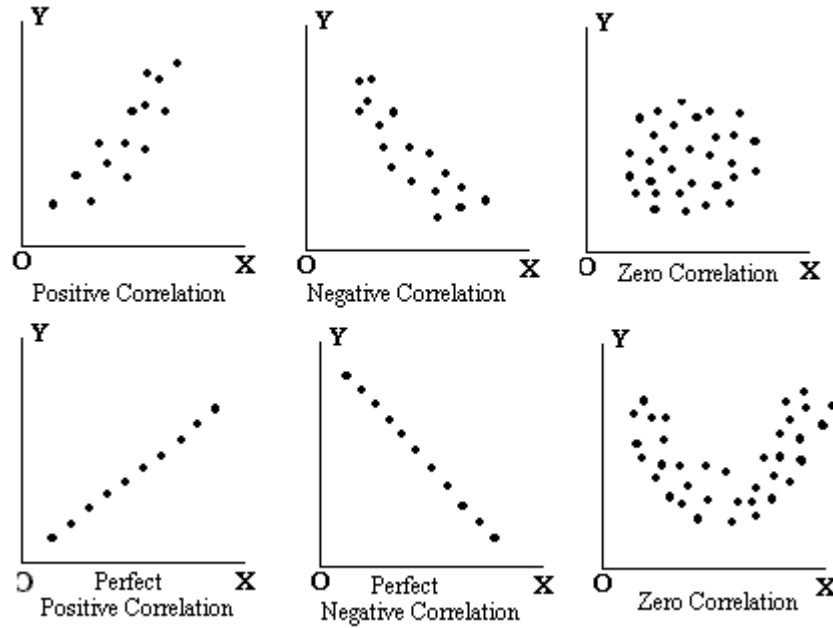 Y
O
X
Positive Correlation
Y
O
X
Negative Correlation
Y
O
X
Zero Correlation
Y
O
X
Perfect
Positive Correlation
Y
O
X
Perfect
Negative Correlation
Y
O
X
Zero Correlation